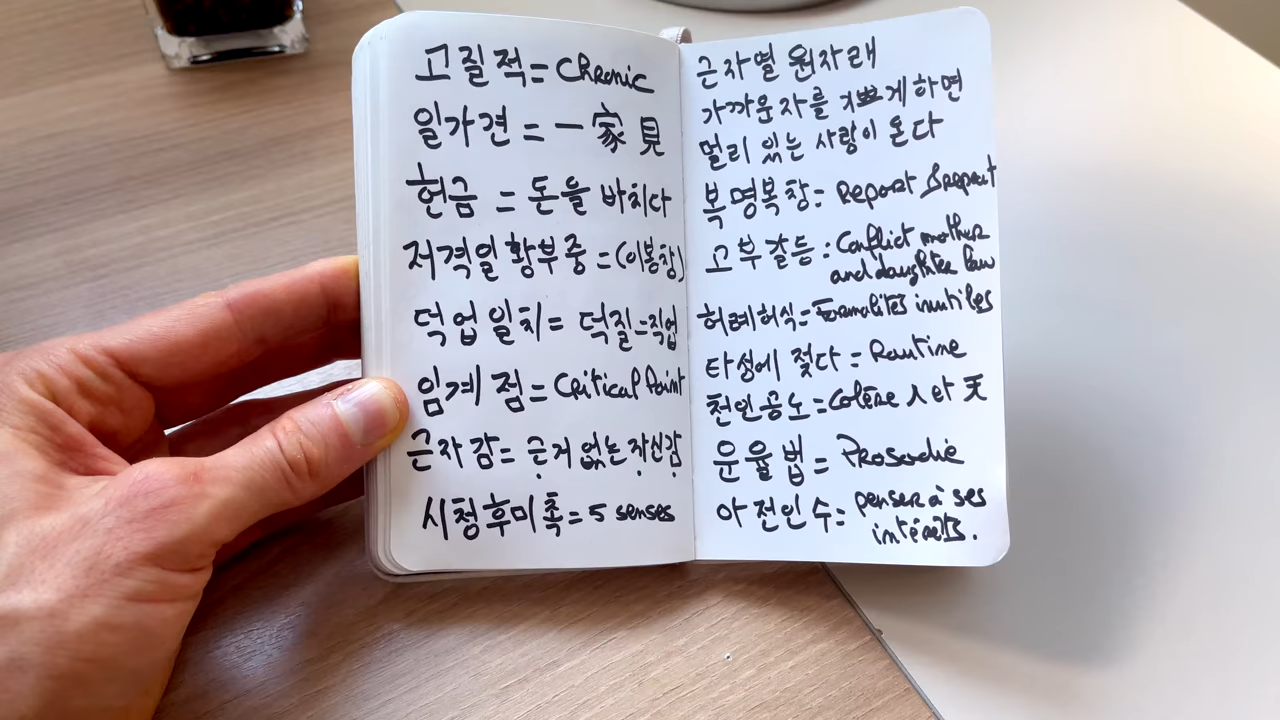 고질적 = Chronic
일가견 = 一家見
헌금 = 돈을 바치다
저격일 황부중 = (이봉창)
덕업일치 = 덕질=직업
임계점 = Critical Point
근자감 = 근거 없는 자신감
시청후미촉 = 5 senses
근자열 원자래
가까운자를 기쁘게하면
멀리 있는 사람이 온다
복명복창 = Report & repeat
고부갈등 : Conflict mother
and daughter law
허례허식 = Formalités inutiles
타성에 젖다 = Routine
천인공노 = Colère 人 et 天
운율법 = Prosodie
아전인수 = penser à ses
intérêts.